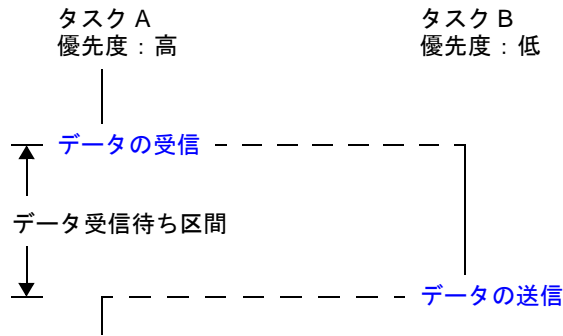 タスク A
優先度：高
タスク B
優先度：低
データの受信
データ受信待ち区間
データの送信